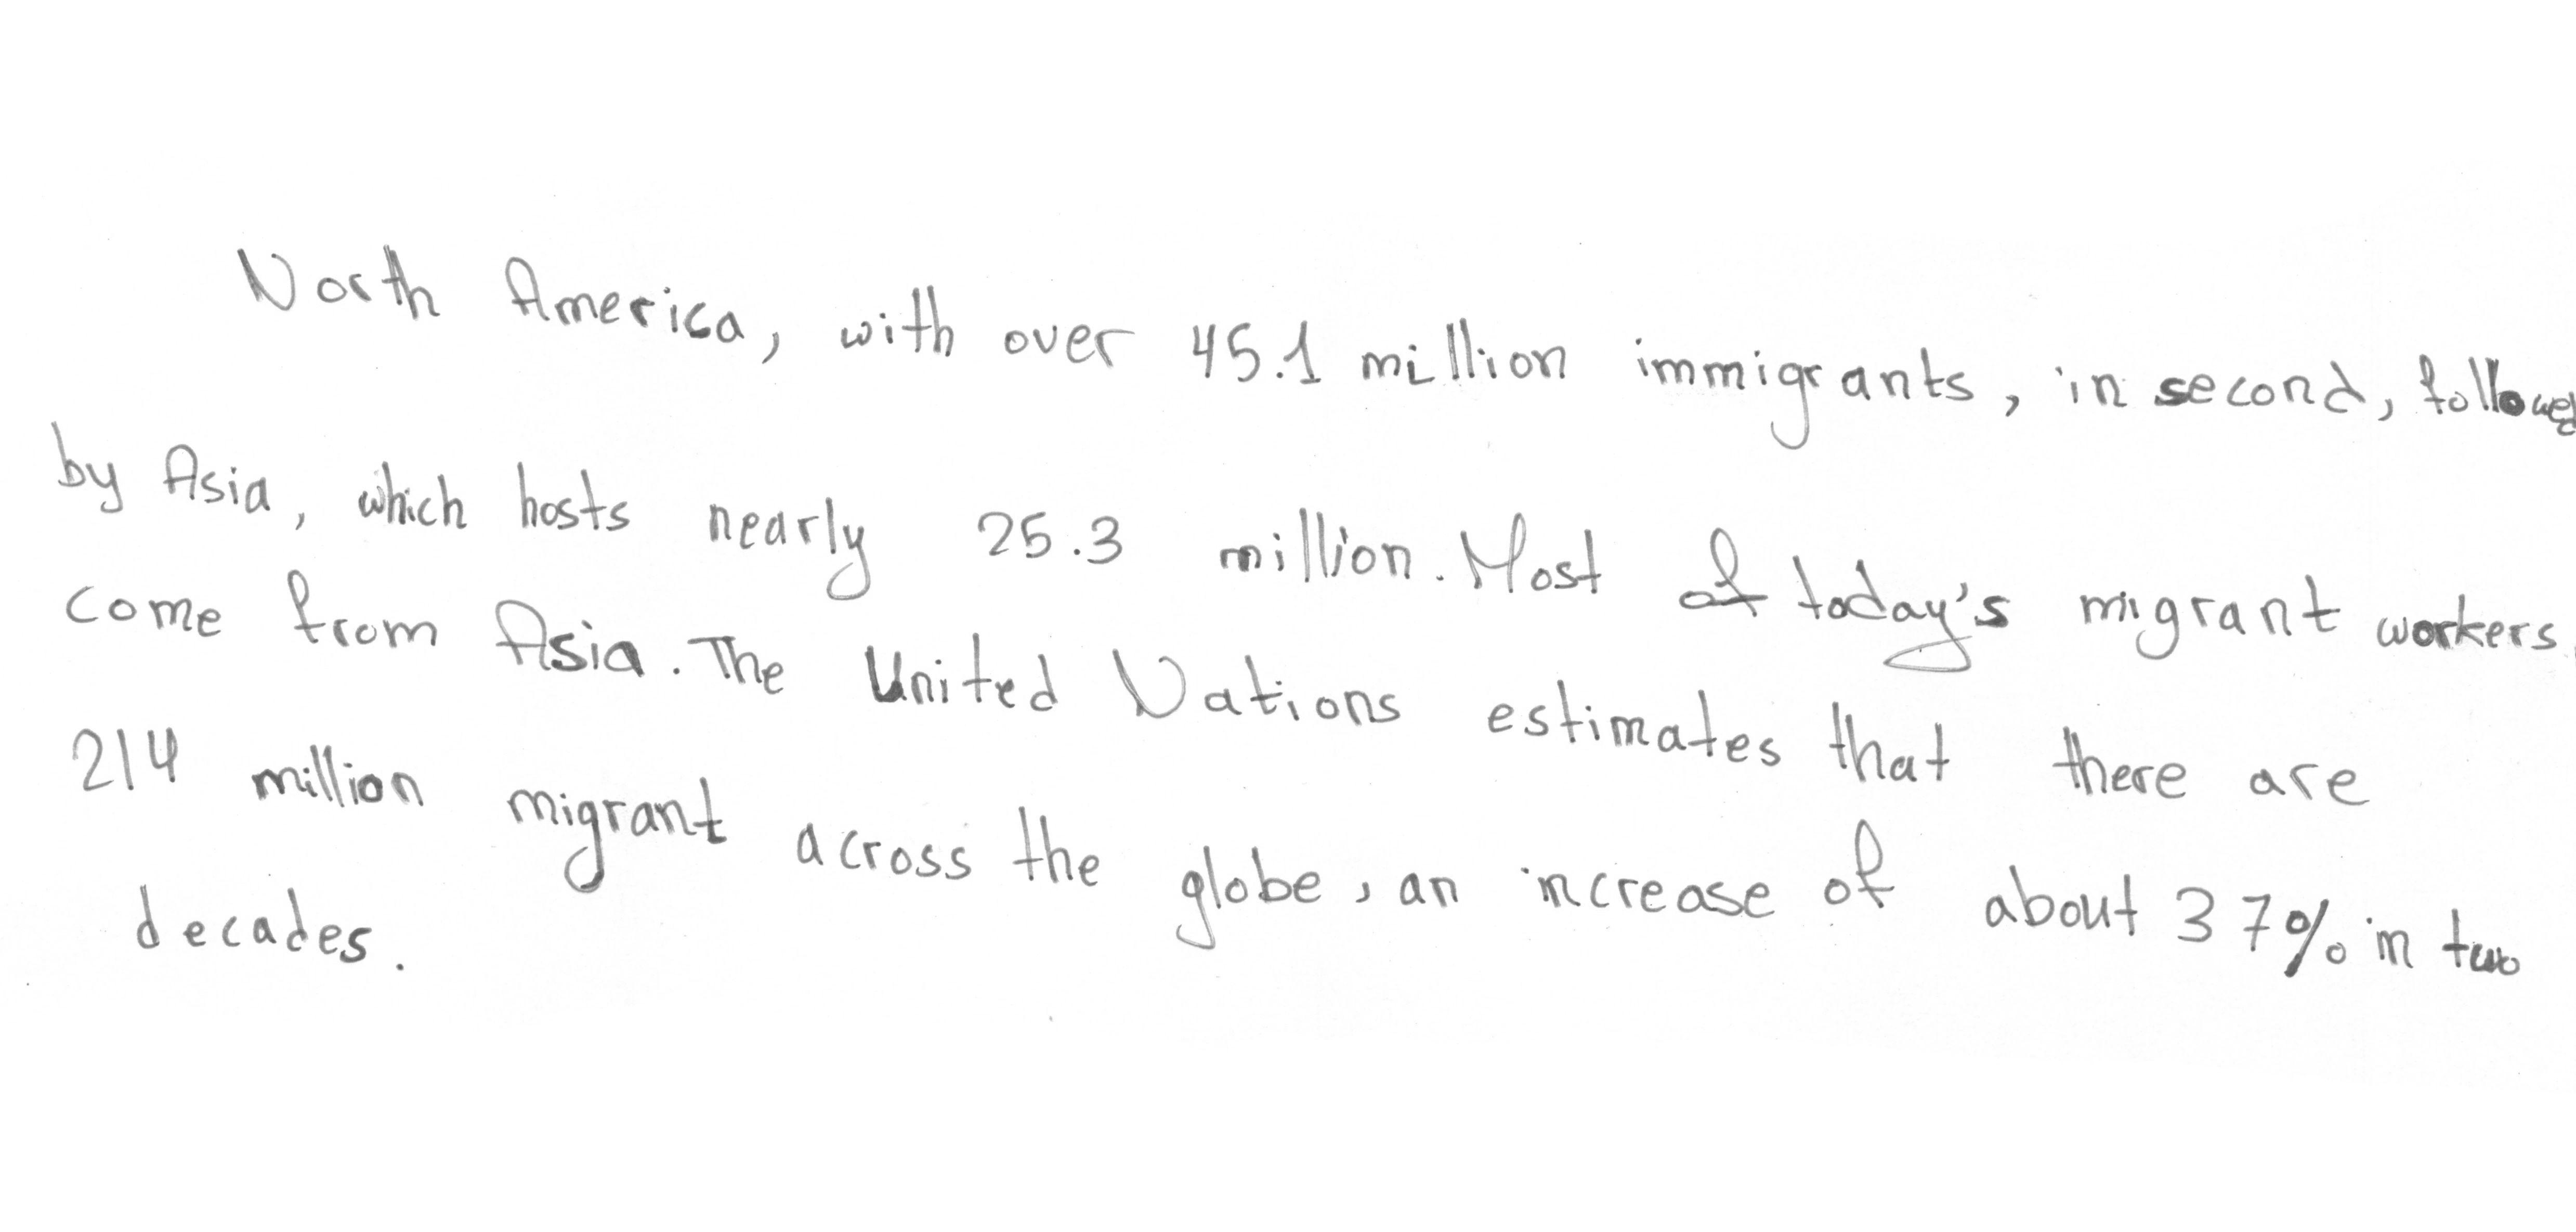 North America, with over 45.1 million immigrants, in second, followed
by Asia, which hosts nearly 25.3 million. Most of today's migrant workers
come from Asia. The United Nations estimates that there are
214 million migrant across the globe, an increase of about 37% in two
decades.